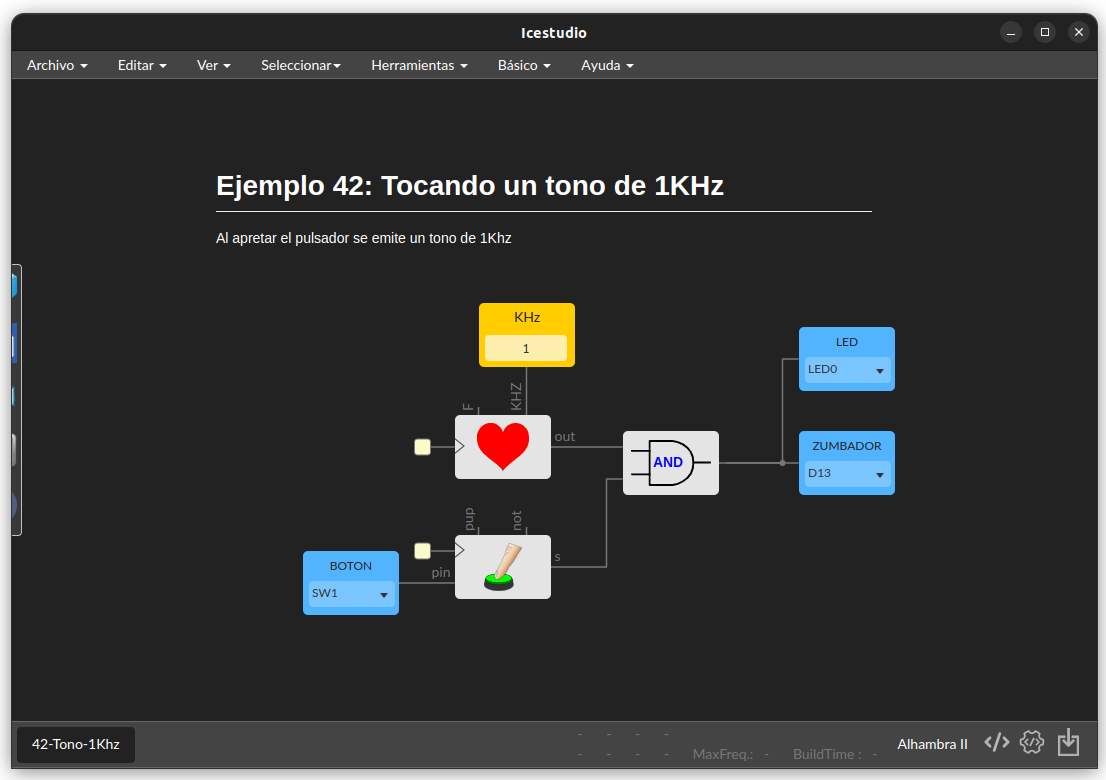 Icestudio
Archivo Editar Ver Seleccionar Herramientas Básico Ayuda
Ejemplo 42: Tocando un tono de 1KHz
Al apretar el pulsador se emite un tono de 1Khz
KHz
1
LED
LED0
F KHZ
out
AND
ZUMBADOR
D13
pup not
s
BOTON
SW1
pin
42-Tono-1Khz
- - - -
- - - - MaxFreq.: - BuildTime : -
Alhambra II